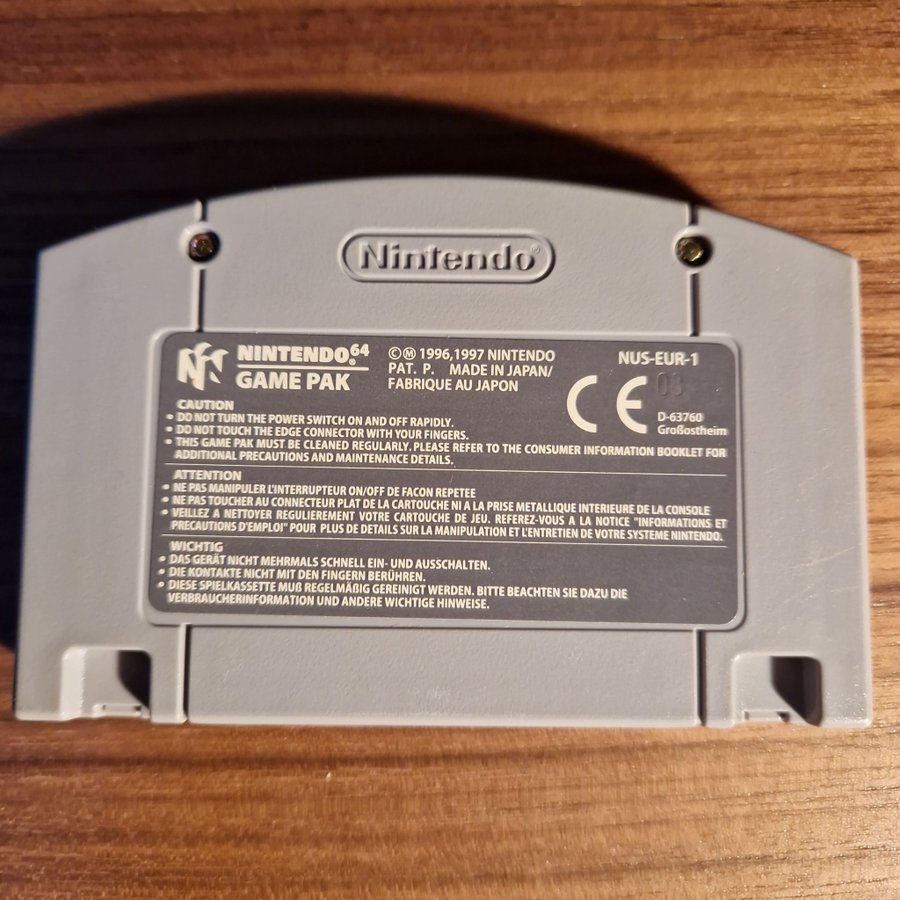 Nintendo®
NINTENDO 64®
GAME PAK
©Ⓜ 1996,1997 NINTENDO
PAT. P. MADE IN JAPAN/
FABRIQUE AU JAPON
NUS-EUR-1
CE
03
D-63760
Großostheim
CAUTION
• DO NOT TURN THE POWER SWITCH ON AND OFF RAPIDLY.
• DO NOT TOUCH THE EDGE CONNECTOR WITH YOUR FINGERS.
• THIS GAME PAK MUST BE CLEANED REGULARLY. PLEASE REFER TO THE CONSUMER INFORMATION BOOKLET FOR
ADDITIONAL PRECAUTIONS AND MAINTENANCE DETAILS.
ATTENTION
• NE PAS MANIPULER L'INTERRUPTEUR ON/OFF DE FACON REPETEE
• NE PAS TOUCHER AU CONNECTEUR PLAT DE LA CARTOUCHE NI A LA PRISE METALLIQUE INTERIEURE DE LA CONSOLE
• VEILLEZ A NETTOYER REGULIEREMENT VOTRE CARTOUCHE DE JEU. REFEREZ-VOUS A LA NOTICE "INFORMATIONS ET
PRECAUTIONS D'EMPLOI" POUR PLUS DE DETAILS SUR LA MANIPULATION ET L'ENTRETIEN DE VOTRE SYSTEME NINTENDO.
WICHTIG
• DAS GERÄT NICHT MEHRMALS SCHNELL EIN- UND AUSSCHALTEN.
• DIE KONTAKTE NICHT MIT DEN FINGERN BERÜHREN.
• DIESE SPIELKASSETTE MUß REGELMÄßIG GEREINIGT WERDEN. BITTE BEACHTEN SIE DAZU DIE
VERBRAUCHERINFORMATION UND ANDERE WICHTIGE HINWEISE.